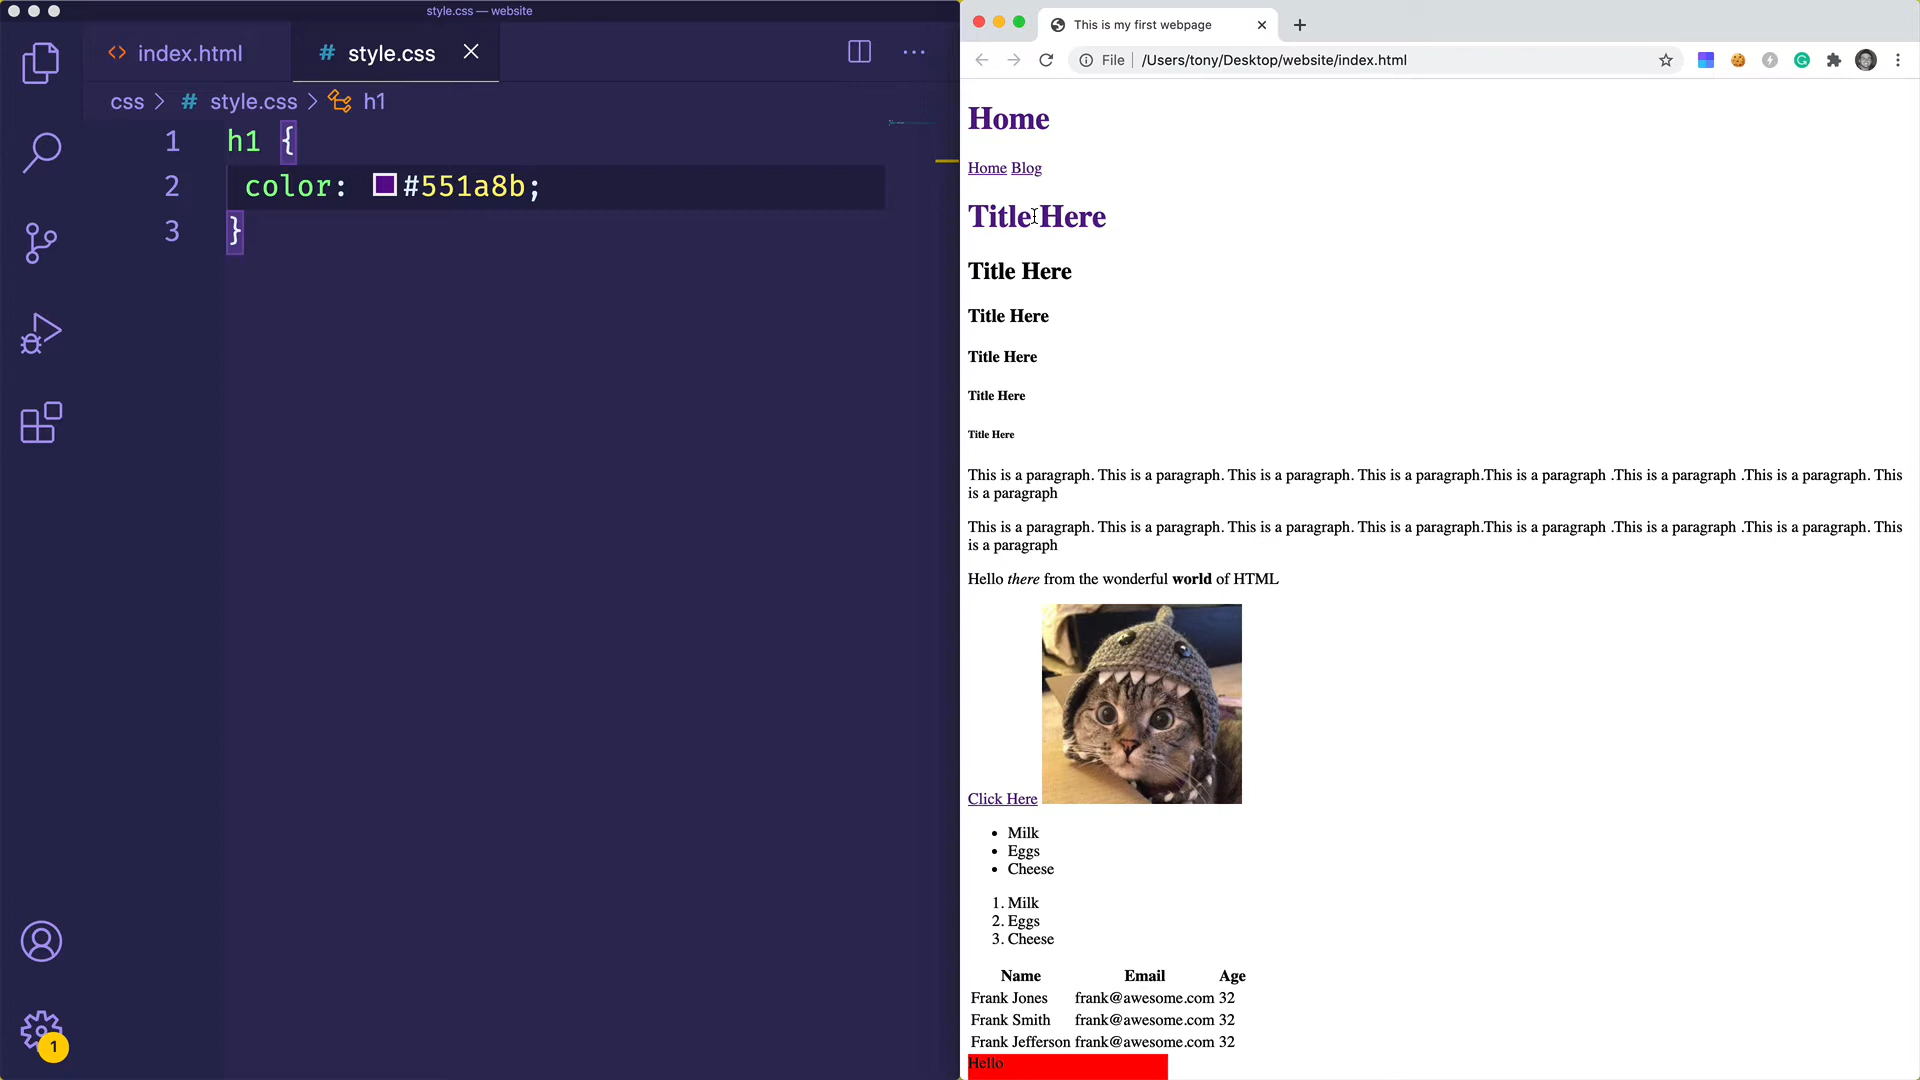 style.css — website
index.html
# style.css
css > # style.css > h1
1 h1 {
2 color: #551a8b;
3 }
1
This is my first webpage
File | /Users/tony/Desktop/website/index.html
Home
Home Blog
Title Here
Title Here
Title Here
Title Here
Title Here
Title Here
This is a paragraph. This is a paragraph. This is a paragraph. This is a paragraph.This is a paragraph .This is a paragraph .This is a paragraph. This
is a paragraph
This is a paragraph. This is a paragraph. This is a paragraph. This is a paragraph.This is a paragraph .This is a paragraph .This is a paragraph. This
is a paragraph
Hello there from the wonderful world of HTML
Click Here
• Milk
• Eggs
• Cheese
1. Milk
2. Eggs
3. Cheese
Name Email Age
Frank Jones frank@awesome.com 32
Frank Smith frank@awesome.com 32
Frank Jefferson frank@awesome.com 32
Hello